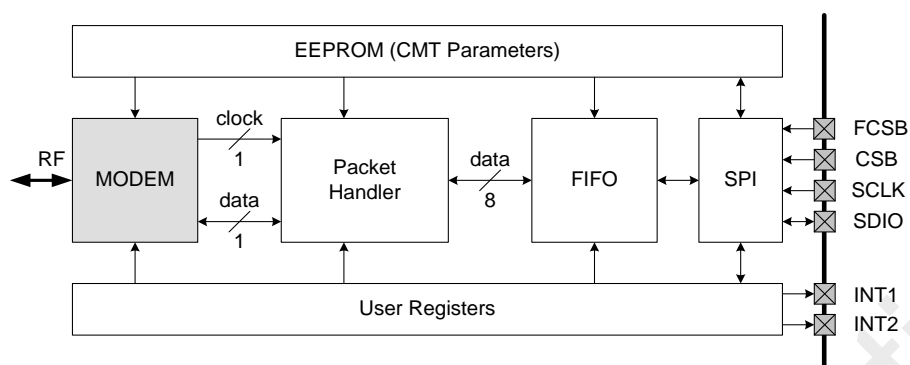 EEPROM (CMT Parameters)
RF
MODEM
clock
1
data
1
Packet
Handler
data
8
FIFO
SPI
FCSB
CSB
SCLK
SDIO
User Registers
INT1
INT2